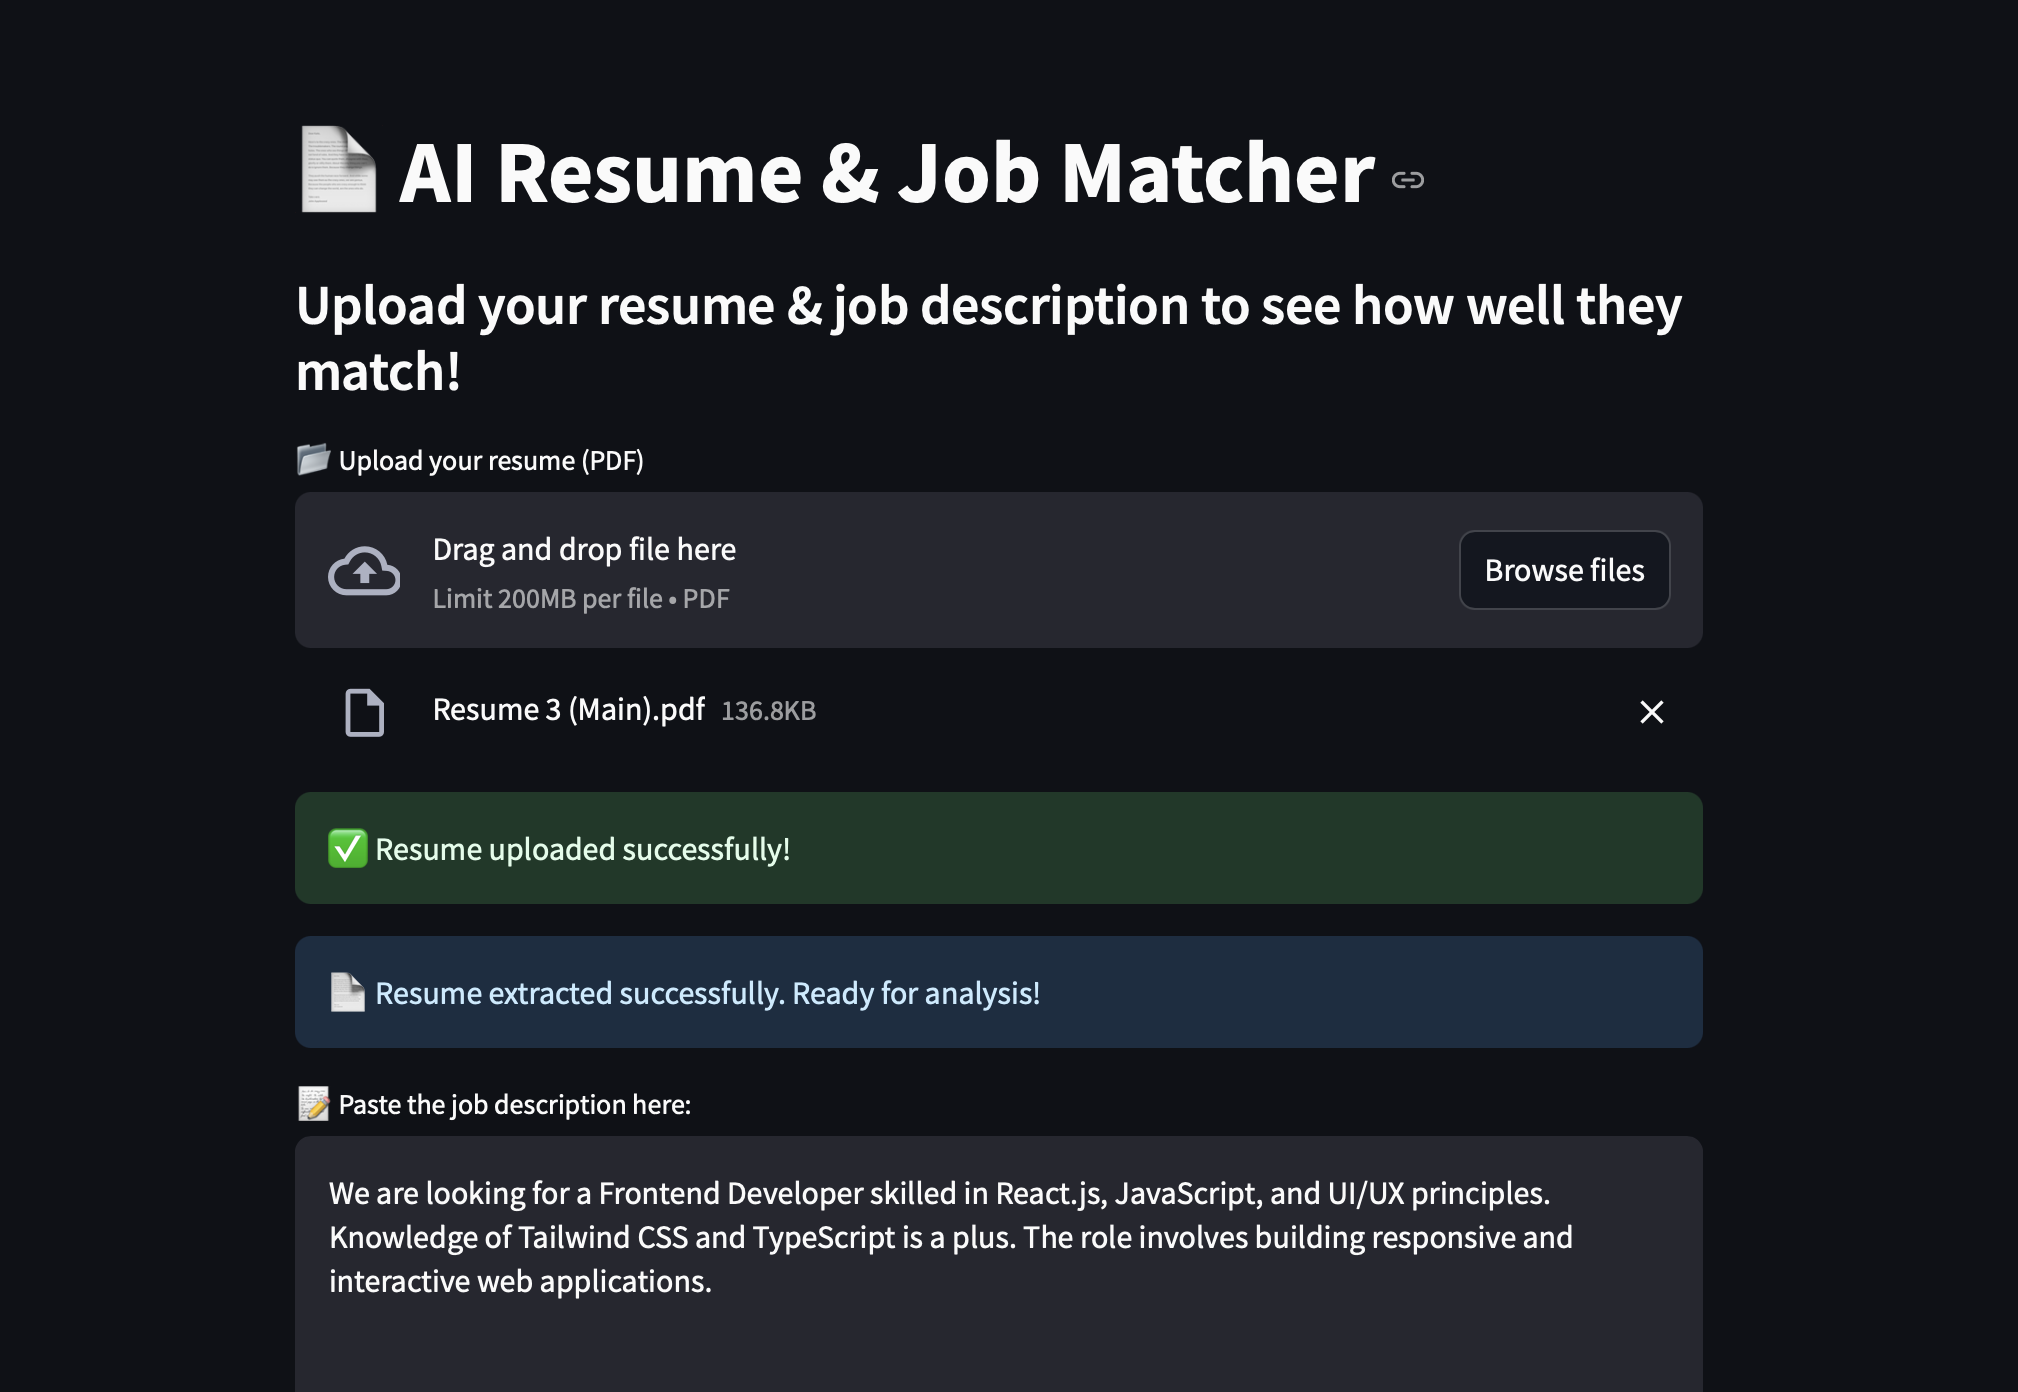 AI Resume & Job Matcher
Upload your resume & job description to see how well they
match!
Upload your resume (PDF)
Drag and drop file here
Limit 200MB per file • PDF
Browse files
Resume 3 (Main).pdf 136.8KB
Resume uploaded successfully!
Resume extracted successfully. Ready for analysis!
Paste the job description here:
We are looking for a Frontend Developer skilled in React.js, JavaScript, and UI/UX principles.
Knowledge of Tailwind CSS and TypeScript is a plus. The role involves building responsive and
interactive web applications.